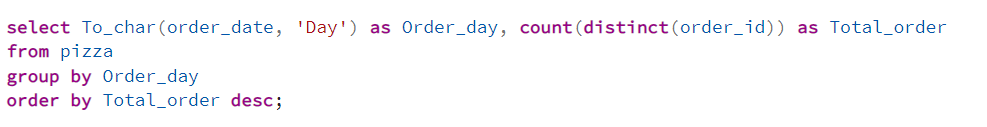 select To_char(order_date, 'Day') as Order_day, count(distinct(order_id)) as Total_order
from pizza
group by Order_day
order by Total_order desc;